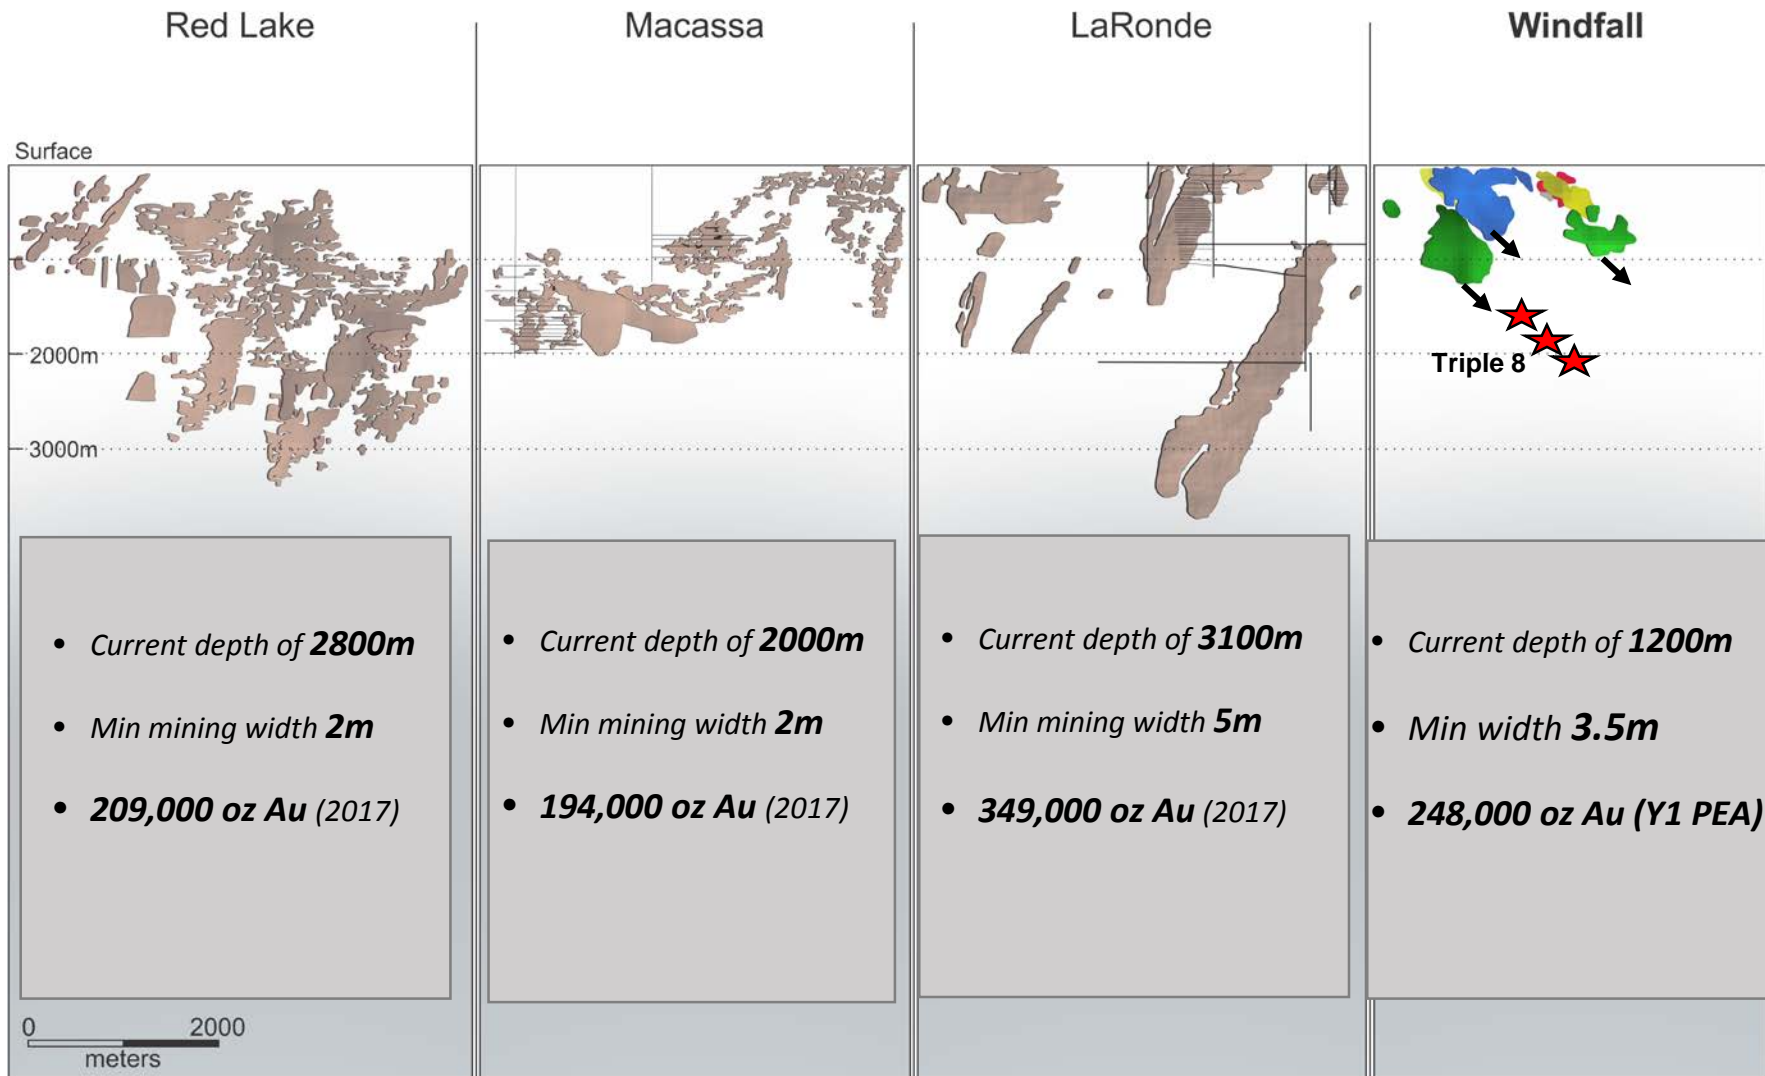 Red Lake
Macassa
LaRonde
Windfall
Surface
2000m
3000m
Triple 8
• Current depth of 2800m
• Min mining width 2m
• 209,000 oz Au (2017)
• Current depth of 2000m
• Min mining width 2m
• 194,000 oz Au (2017)
• Current depth of 3100m
• Min mining width 5m
• 349,000 oz Au (2017)
• Current depth of 1200m
• Min width 3.5m
• 248,000 oz Au (Y1 PEA)
0 2000
meters